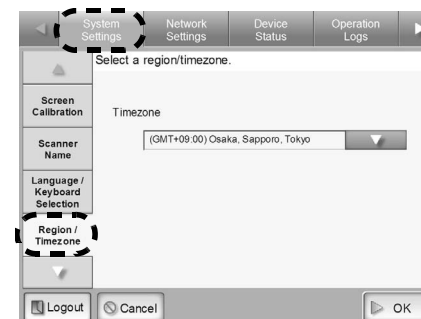 System
Settings
Network
Settings
Device
Status
Operation
Logs
Select a region/timezone.
Screen
Calibration
Scanner
Name
Language /
Keyboard
Selection
Region /
Timezone
Timezone
(GMT+09:00) Osaka, Sapporo, Tokyo
Logout
Cancel
OK